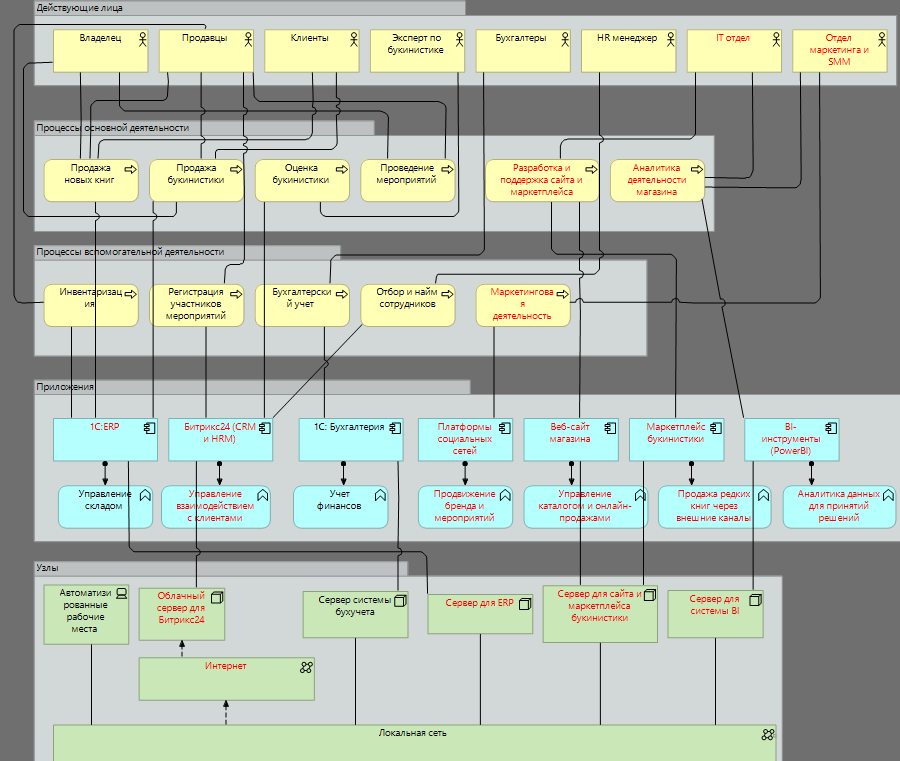 Действующие лица
Владелец
Продавцы
Клиенты
Эксперт по
букинистике
Бухгалтеры
HR менеджер
IT отдел
Отдел
маркетинга и
SMM
Процессы основной деятельности
Продажа
новых книг
Продажа
букинистики
Оценка
букинистики
Проведение
мероприятий
Разработка и
поддержка сайта и
маркетплейса
Аналитика
деятельности
магазина
Процессы вспомогательной деятельности
Инвентаризац
ия
Регистрация
участников
мероприятий
Бухгалтерски
й учет
Отбор и найм
сотрудников
Маркетингова
я
деятельность
Приложения
1С:ERP
Битрикс24 (CRM
и HRM)
1С: Бухгалтерия
Платформы
социальных
сетей
Веб-сайт
магазина
Маркетплейс
букинистики
BI-
инструменты
(PowerBI)
Управление
складом
Управление
взаимодействием
с клиентами
Учет
финансов
Продвижение
бренда и
мероприятий
Управление
каталогом и онлайн-
продажами
Продажа редких
книг через
внешние каналы
Аналитика данных
для принятий
решений
Узлы
Автоматизи
рованные
рабочие
места
Облачный
сервер для
Битрикс24
Сервер системы
бухучета
Сервер для ERP
Сервер для сайта и
маркетплейса
букинистики
Сервер для
системы BI
Интернет
Локальная сеть